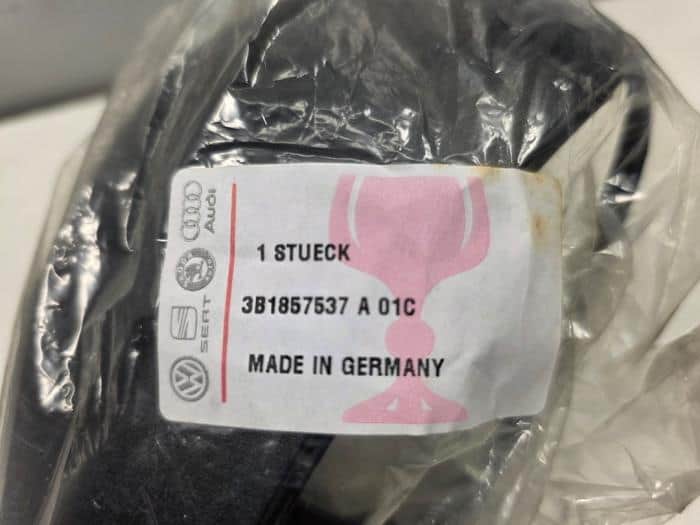 1 STUECK
3B1857537 A 01C
MADE IN GERMANY
Audi
SEAT